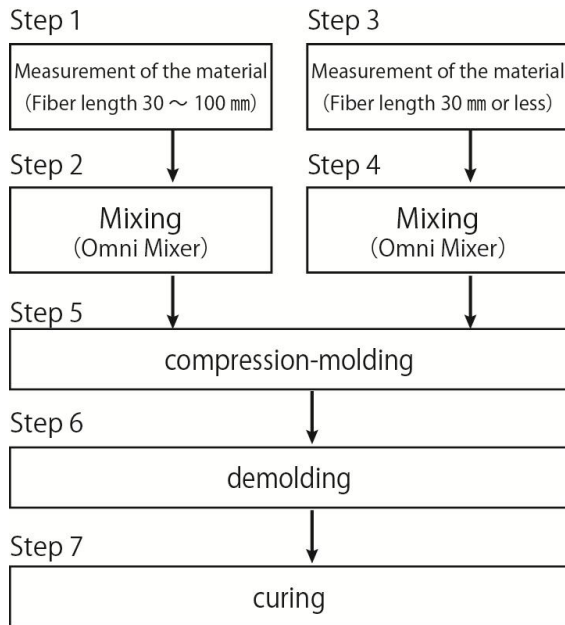 Step 1
Measurement of the material
(Fiber length 30 ～ 100 ㎜)
Step 2
Mixing
(Omni Mixer)
Step 3
Measurement of the material
(Fiber length 30 ㎜ or less)
Step 4
Mixing
(Omni Mixer)
Step 5
compression-molding
Step 6
demolding
Step 7
curing